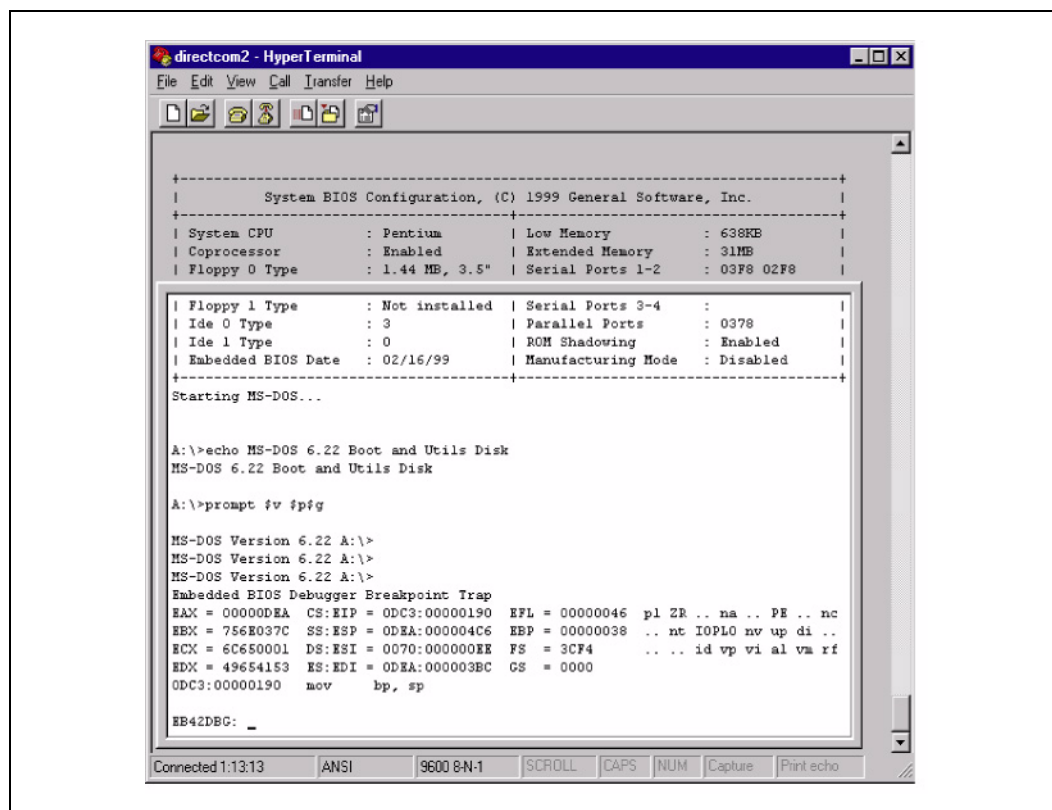 directcom2 - HyperTerminal
File Edit View Call Transfer Help
+------------------------------------------------------------------------------+
| System BIOS Configuration, (C) 1999 General Software, Inc. |
+---------------------------------------+--------------------------------------+
| System CPU : Pentium | Low Memory : 638KB |
| Coprocessor : Enabled | Extended Memory : 31MB |
| Floppy 0 Type : 1.44 MB, 3.5" | Serial Ports 1-2 : 03F8 02F8 |
| Floppy 1 Type : Not installed | Serial Ports 3-4 : |
| Ide 0 Type : 3 | Parallel Ports : 0378 |
| Ide 1 Type : 0 | ROM Shadowing : Enabled |
| Embedded BIOS Date : 02/16/99 | Manufacturing Mode : Disabled |
+---------------------------------------+--------------------------------------+
Starting MS-DOS...
A:\>echo MS-DOS 6.22 Boot and Utils Disk
MS-DOS 6.22 Boot and Utils Disk
A:\>prompt $v $p$g
MS-DOS Version 6.22 A:\>
MS-DOS Version 6.22 A:\>
MS-DOS Version 6.22 A:\>
Embedded BIOS Debugger Breakpoint Trap
EAX = 00000DEA CS:EIP = 0DC3:00000190 EFL = 00000046 pl ZR .. na .. PE .. nc
EBX = 756E037C SS:ESP = 0DEA:000004C6 EBP = 00000038 .. nt IOPL0 nv up di ..
ECX = 6C650001 DS:ESI = 0070:000000EE FS = 3CF4 .. .. id vp vi al vm rf
EDX = 49654153 ES:EDI = 0DEA:000003BC GS = 0000
0DC3:00000190 mov bp, sp
EB42DBG: _
Connected 1:13:13 ANSI 9600 8-N-1 SCROLL CAPS NUM Capture Print echo